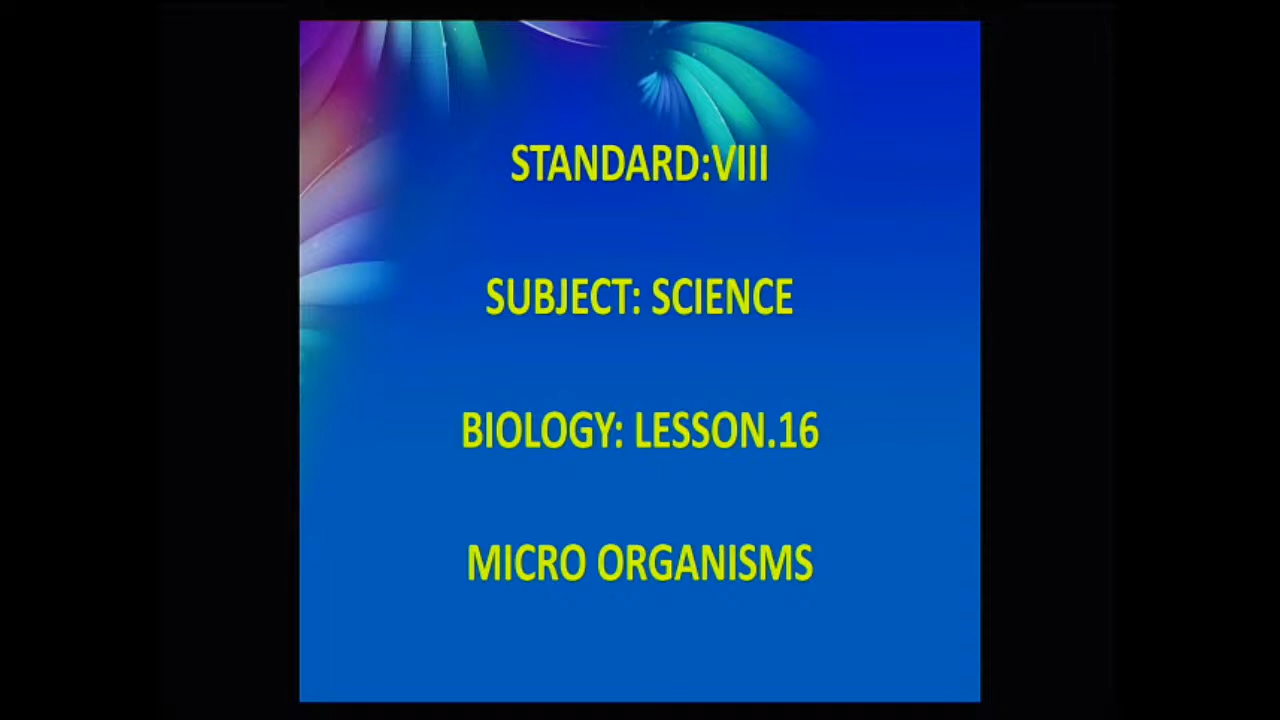 STANDARD:VIII
SUBJECT: SCIENCE
BIOLOGY: LESSON.16
MICRO ORGANISMS